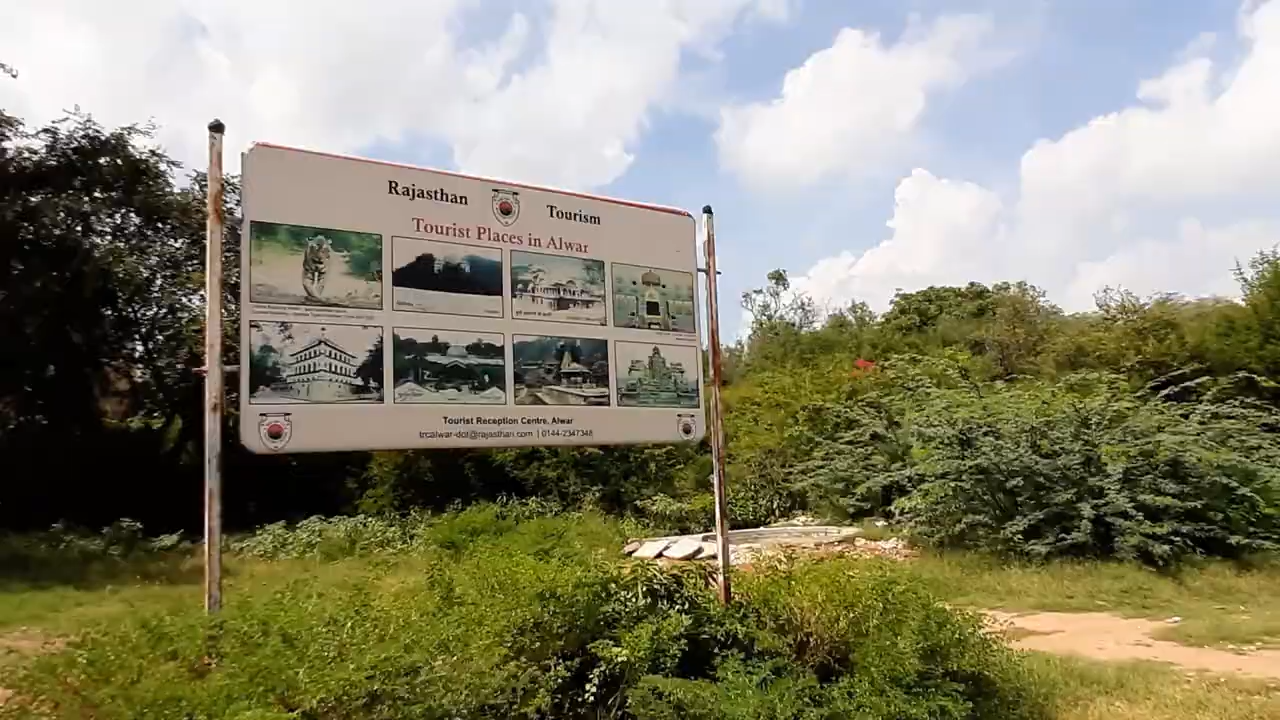 Rajasthan Tourism
Tourist Places in Alwar
Tourist Reception Centre, Alwar
trcalwar-dot@rajasthan.com | 0144-2347348